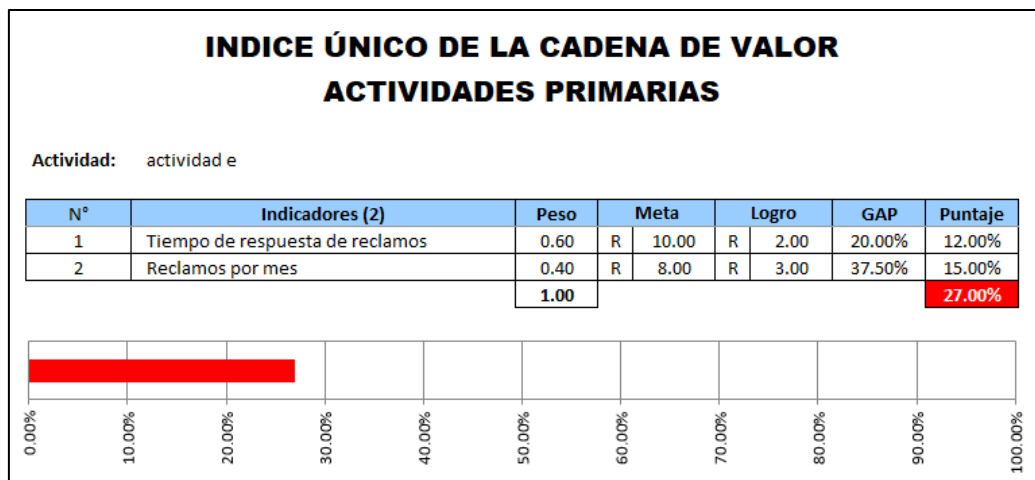 INDICE ÚNICO DE LA CADENA DE VALOR
ACTIVIDADES PRIMARIAS
Actividad: actividad e
N° Indicadores (2) Peso Meta Logro GAP Puntaje
1 Tiempo de respuesta de reclamos 0.60 R 10.00 R 2.00 20.00% 12.00%
2 Reclamos por mes 0.40 R 8.00 R 3.00 37.50% 15.00%
1.00 27.00%
0.00% 10.00% 20.00% 30.00% 40.00% 50.00% 60.00% 70.00% 80.00% 90.00% 100.00%